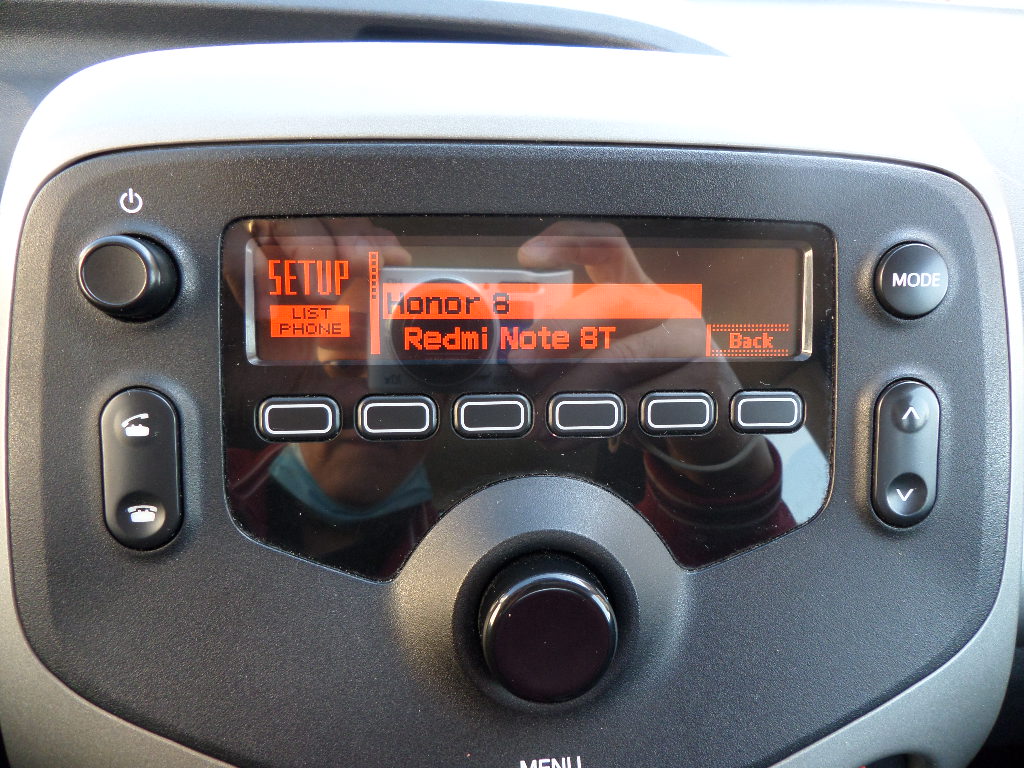 MODE
SETUP
LIST
PHONE
Honor 8
Redmi Note 8T
Back
MENU